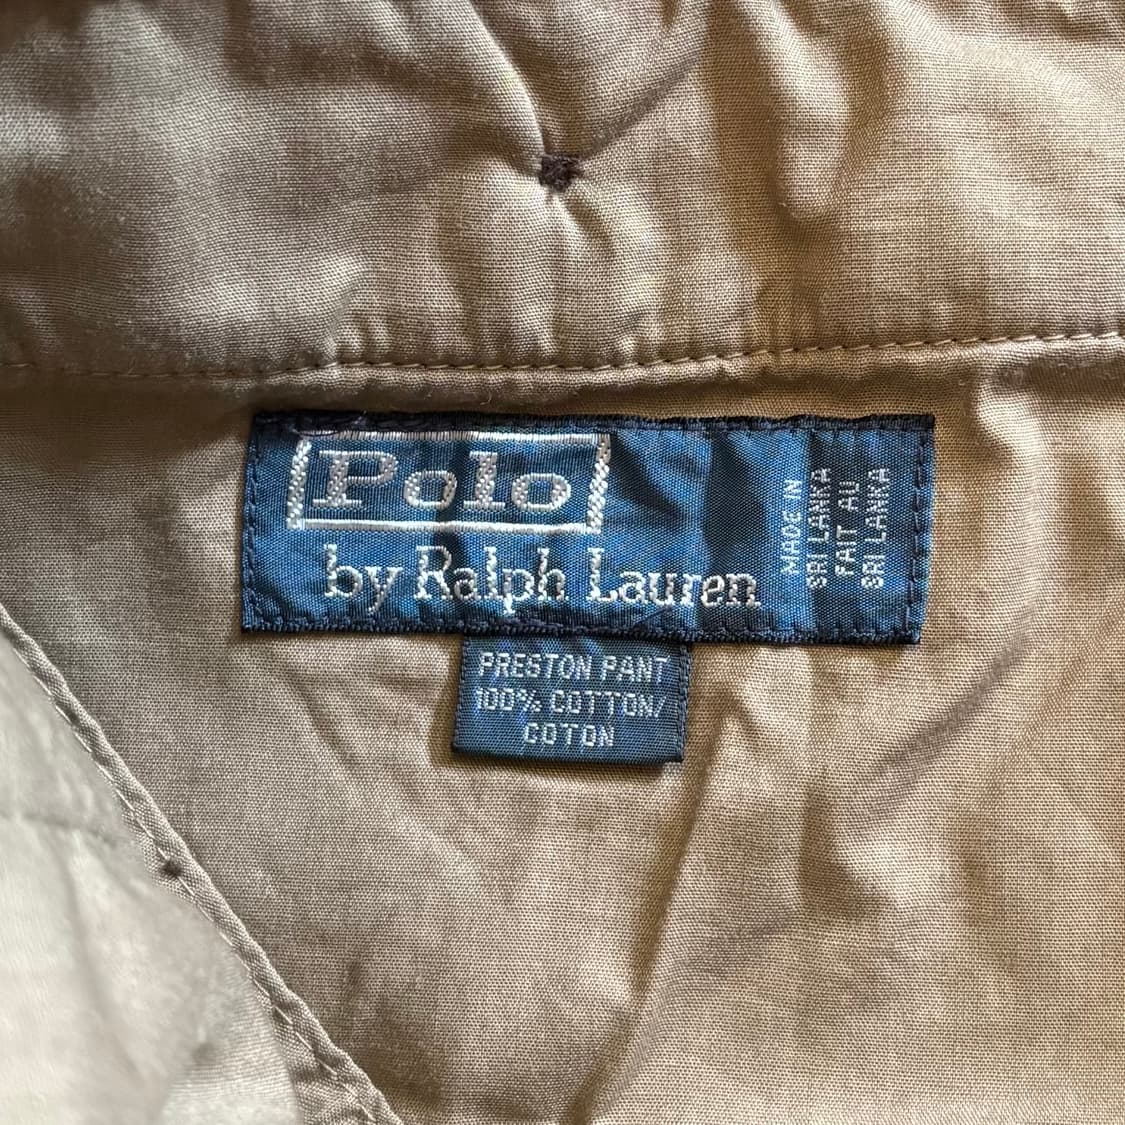 Polo
by Ralph Lauren
MADE IN
SRI LANKA
FAIT AU
SRI LANKA
PRESTON PANT
100% COTTON/
COTON